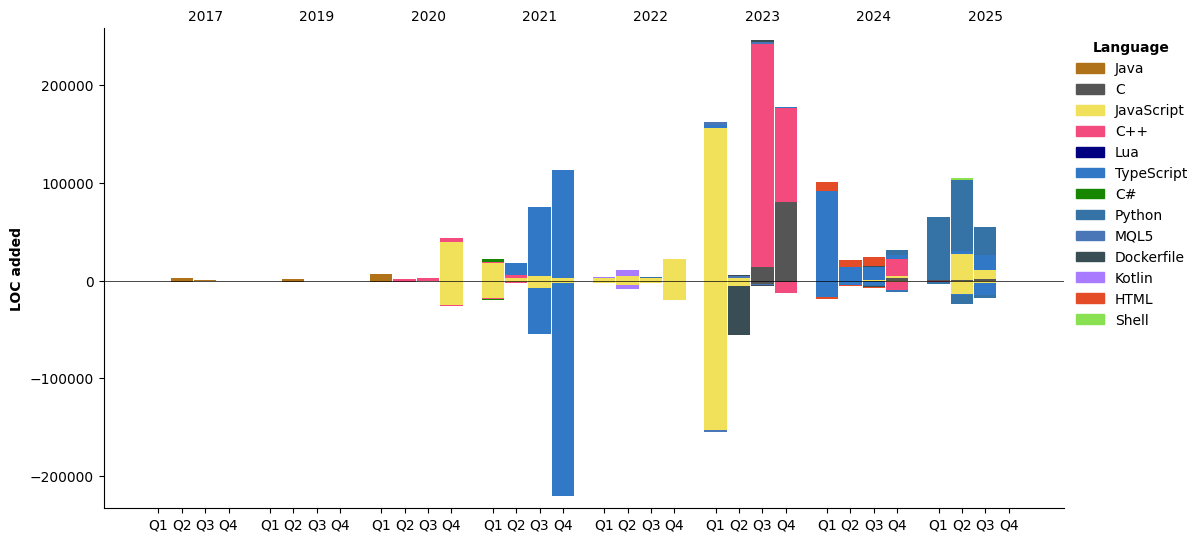 2017 2019 2020 2021 2022 2023 2024 2025
LOC added
200000
100000
0
−100000
−200000
Q1 Q2 Q3 Q4 Q1 Q2 Q3 Q4 Q1 Q2 Q3 Q4 Q1 Q2 Q3 Q4 Q1 Q2 Q3 Q4 Q1 Q2 Q3 Q4 Q1 Q2 Q3 Q4 Q1 Q2 Q3 Q4
Language
Java
C
JavaScript
C++
Lua
TypeScript
C#
Python
MQL5
Dockerfile
Kotlin
HTML
Shell